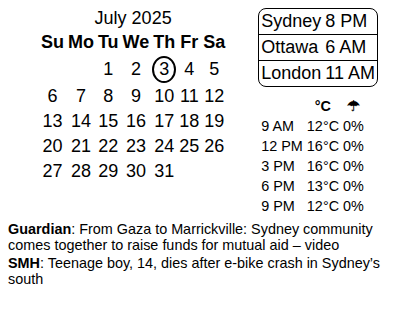 July 2025
Su Mo Tu We Th Fr Sa
1 2 3 4 5
6 7 8 9 10 11 12
13 14 15 16 17 18 19
20 21 22 23 24 25 26
27 28 29 30 31
Sydney 8 PM
Ottawa 6 AM
London 11 AM
°C ☂
9 AM 12°C 0%
12 PM 16°C 0%
3 PM 16°C 0%
6 PM 13°C 0%
9 PM 12°C 0%
Guardian: From Gaza to Marrickville: Sydney community
comes together to raise funds for mutual aid – video
SMH: Teenage boy, 14, dies after e-bike crash in Sydney's
south